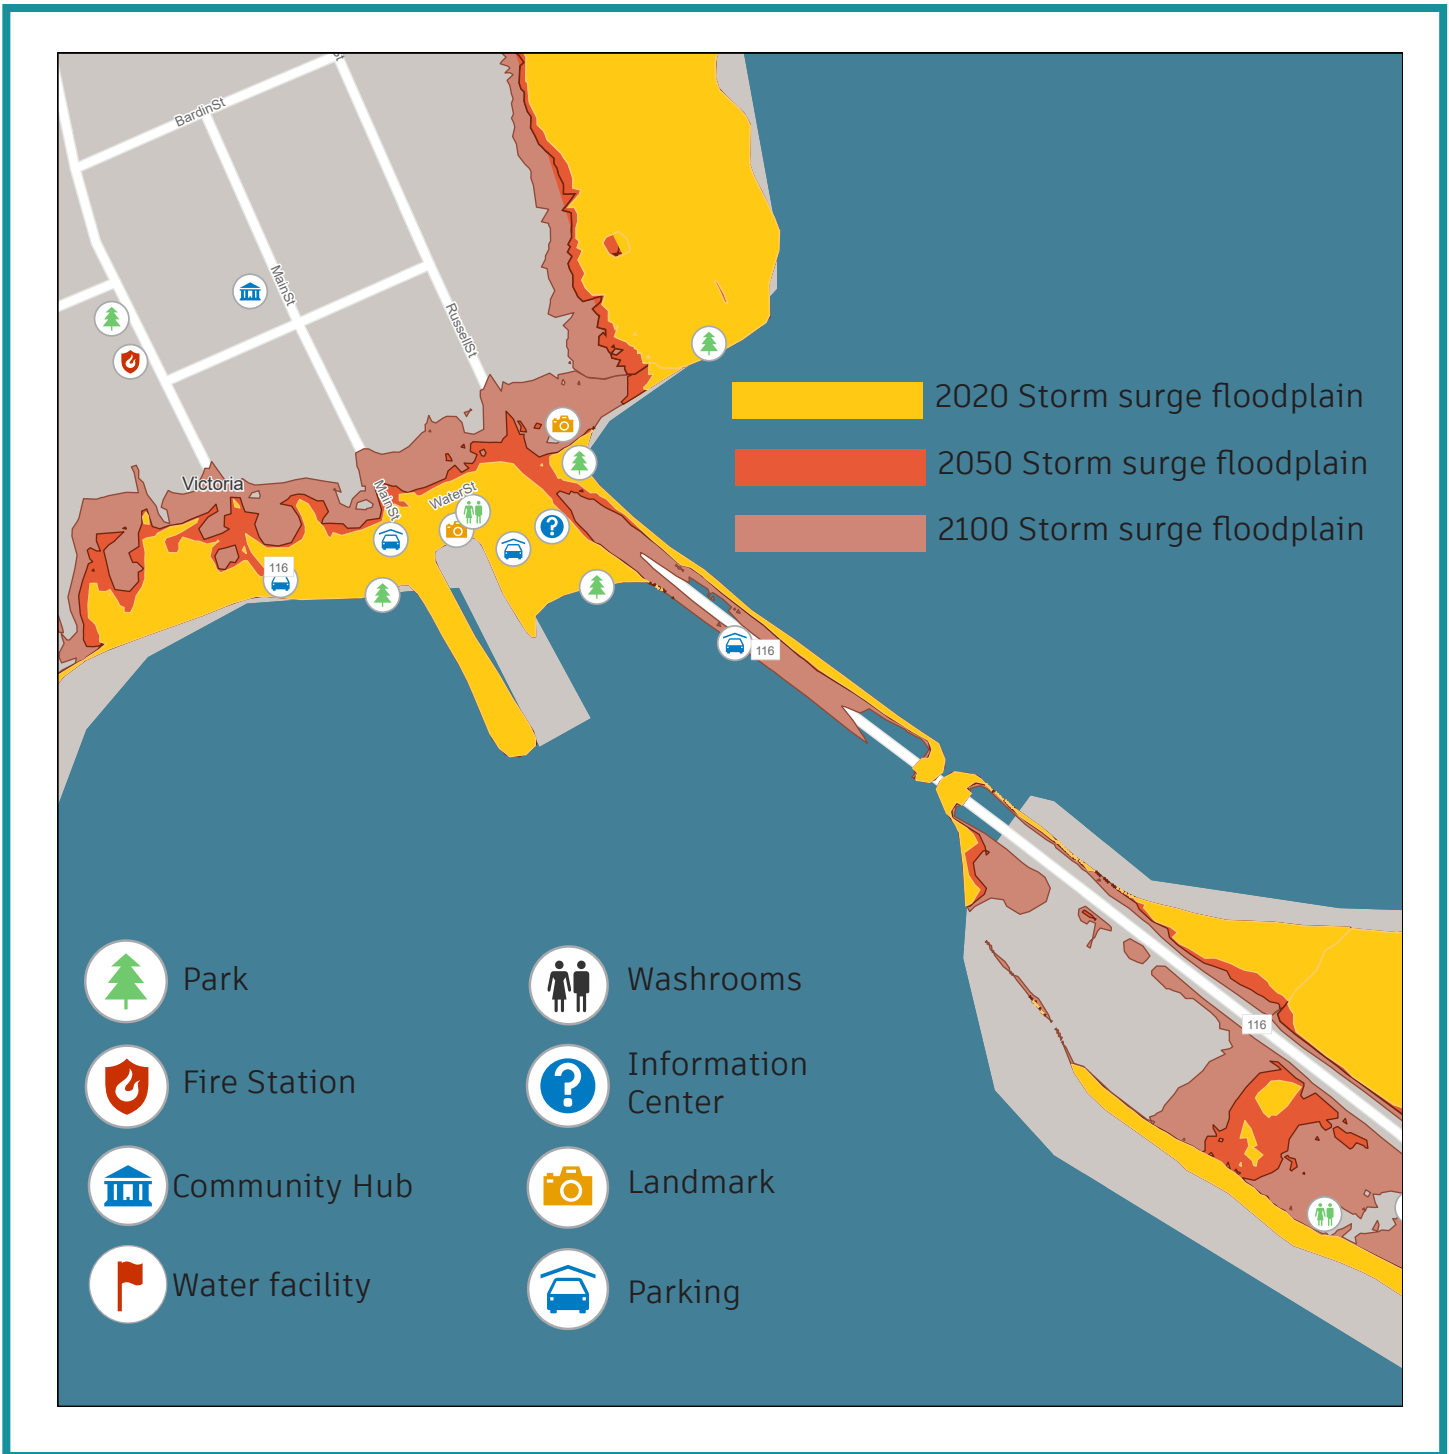 St
BardinSt
MainSt
RussellSt
2020 Storm surge floodplain
2050 Storm surge floodplain
2100 Storm surge floodplain
Victoria
MainSt
WaterSt
116
116
116
Park
Washrooms
Fire Station
Information
Center
Community Hub
Landmark
Water facility
Parking